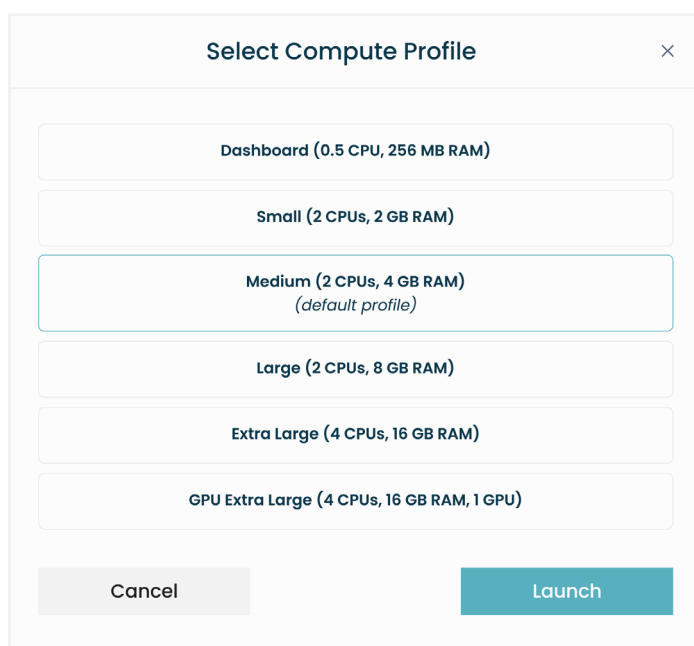 Select Compute Profile
Dashboard (0.5 CPU, 256 MB RAM)
Small (2 CPUs, 2 GB RAM)
Medium (2 CPUs, 4 GB RAM)
(default profile)
Large (2 CPUs, 8 GB RAM)
Extra Large (4 CPUs, 16 GB RAM)
GPU Extra Large (4 CPUs, 16 GB RAM, 1 GPU)
Cancel
Launch